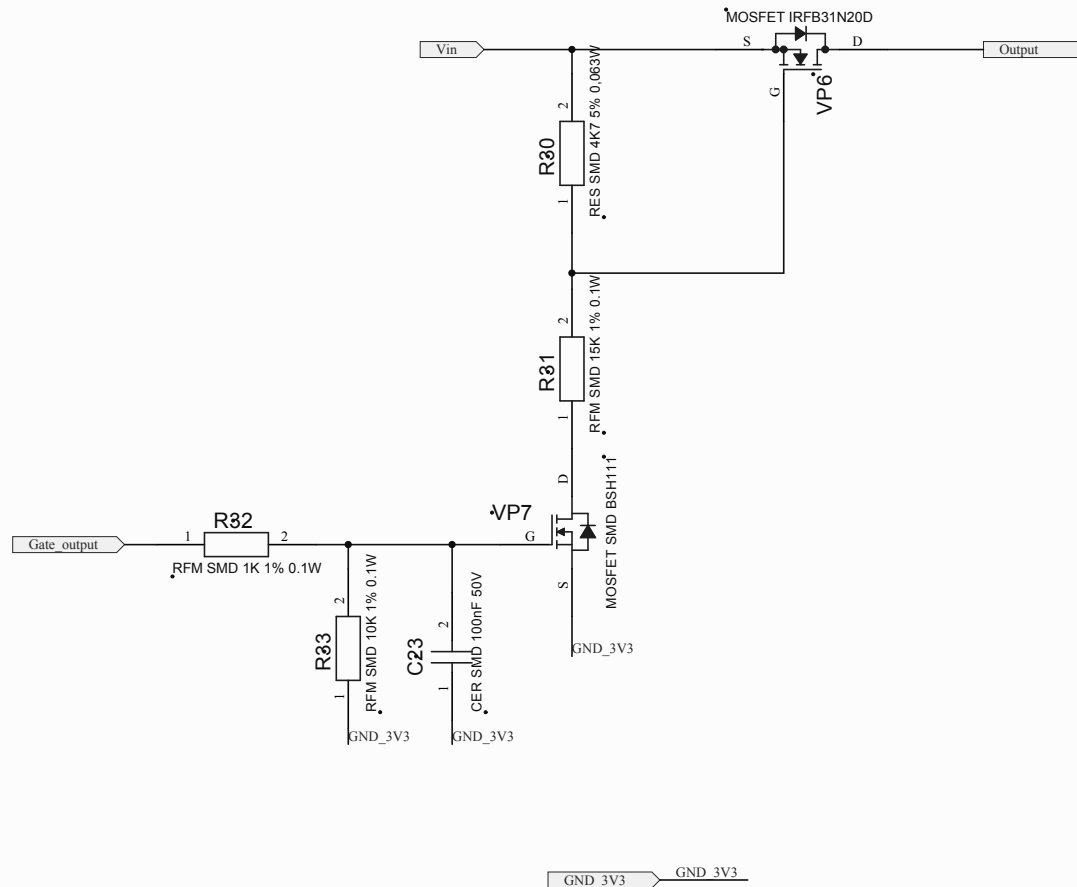 MOSFET IRFB31N20D
Vin
S
D
Output
G
VP6
2
R30
RES SMD 4K7 5% 0,063W
1
2
R31
RFM SMD 15K 1% 0.1W
1
D
VP7
G
MOSFET SMD BSH111
S
GND_3V3
Gate_output
1
R32
2
RFM SMD 1K 1% 0.1W
2
R33
RFM SMD 10K 1% 0.1W
1
GND_3V3
2
C23
CER SMD 100nF 50V
1
GND_3V3
GND_3V3
GND_3V3